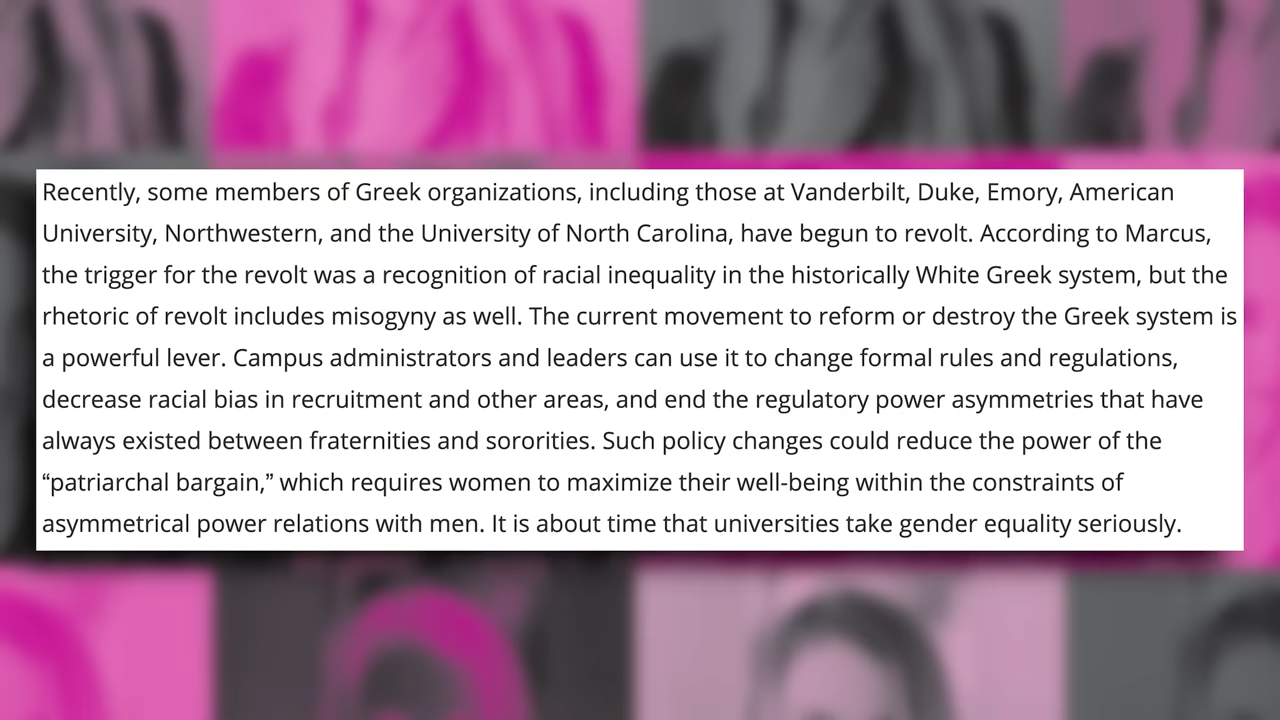 Recently, some members of Greek organizations, including those at Vanderbilt, Duke, Emory, American
University, Northwestern, and the University of North Carolina, have begun to revolt. According to Marcus,
the trigger for the revolt was a recognition of racial inequality in the historically White Greek system, but the
rhetoric of revolt includes misogyny as well. The current movement to reform or destroy the Greek system is
a powerful lever. Campus administrators and leaders can use it to change formal rules and regulations,
decrease racial bias in recruitment and other areas, and end the regulatory power asymmetries that have
always existed between fraternities and sororities. Such policy changes could reduce the power of the
“patriarchal bargain,” which requires women to maximize their well-being within the constraints of
asymmetrical power relations with men. It is about time that universities take gender equality seriously.